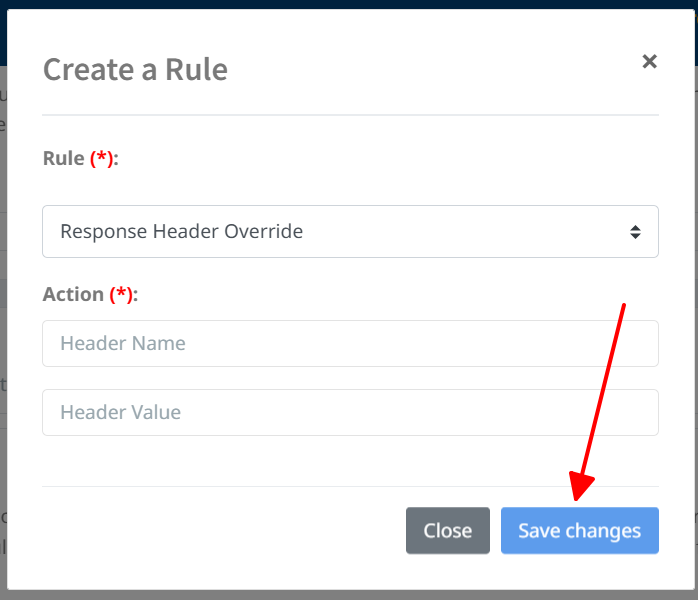 Create a Rule
×
Rule (*):
Response Header Override
Action (*):
Header Name
Header Value
Close
Save changes